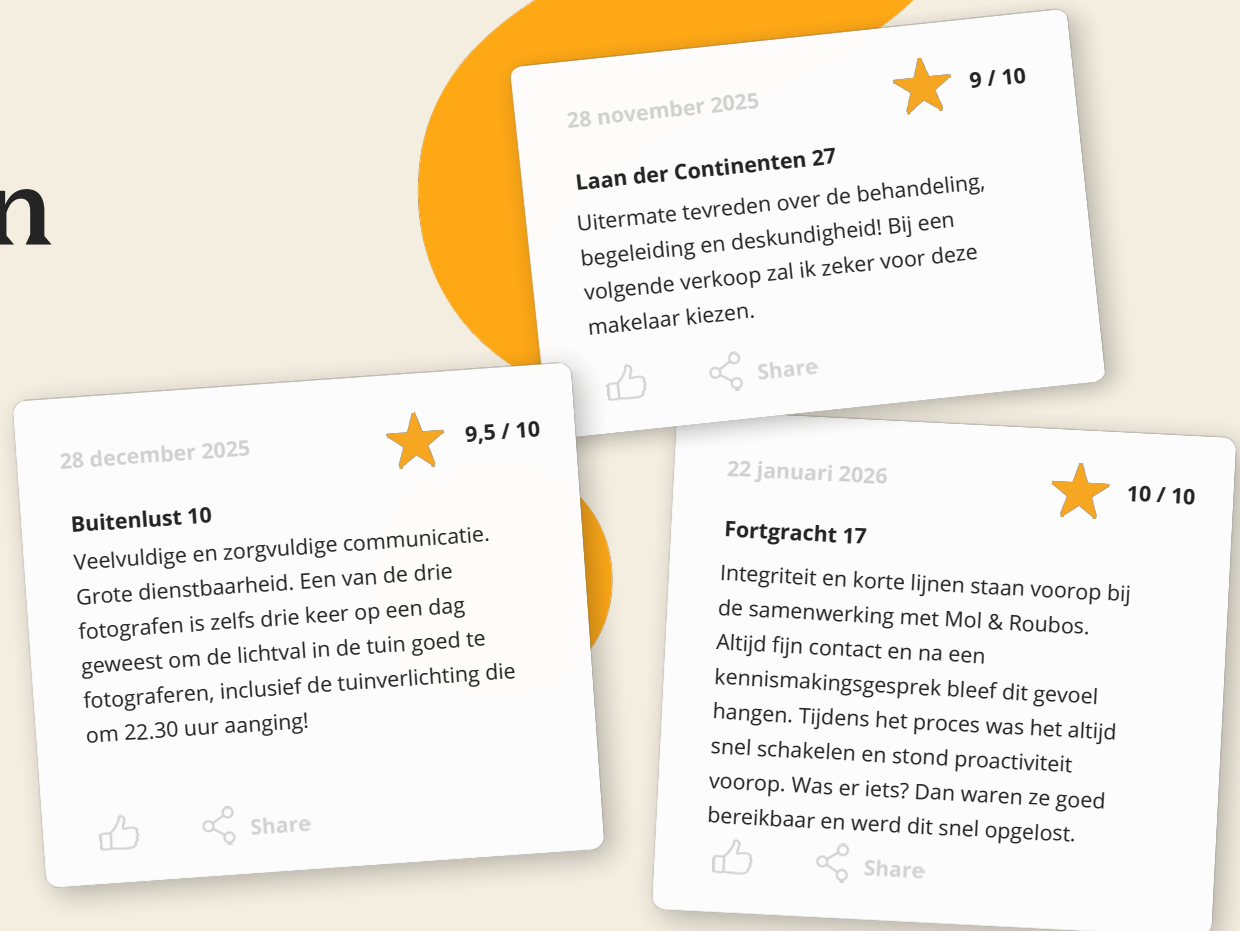 n
28 november 2025
9 / 10
Laan der Continenten 27
Uitermate tevreden over de behandeling,
begeleiding en deskundigheid! Bij een
volgende verkoop zal ik zeker voor deze
makelaar kiezen.
Share
28 december 2025
9,5 / 10
Buitenlust 10
Veelvuldige en zorgvuldige communicatie.
Grote dienstbaarheid. Een van de drie
fotografen is zelfs drie keer op een dag
geweest om de lichtval in de tuin goed te
fotograferen, inclusief de tuinverlichting die
om 22.30 uur aanging!
Share
22 januari 2026
10 / 10
Fortgracht 17
Integriteit en korte lijnen staan voorop bij
de samenwerking met Mol & Roubos.
Altijd fijn contact en na een
kennismakingsgesprek bleef dit gevoel
hangen. Tijdens het proces was het altijd
snel schakelen en stond proactiviteit
voorop. Was er iets? Dan waren ze goed
bereikbaar en werd dit snel opgelost.
Share